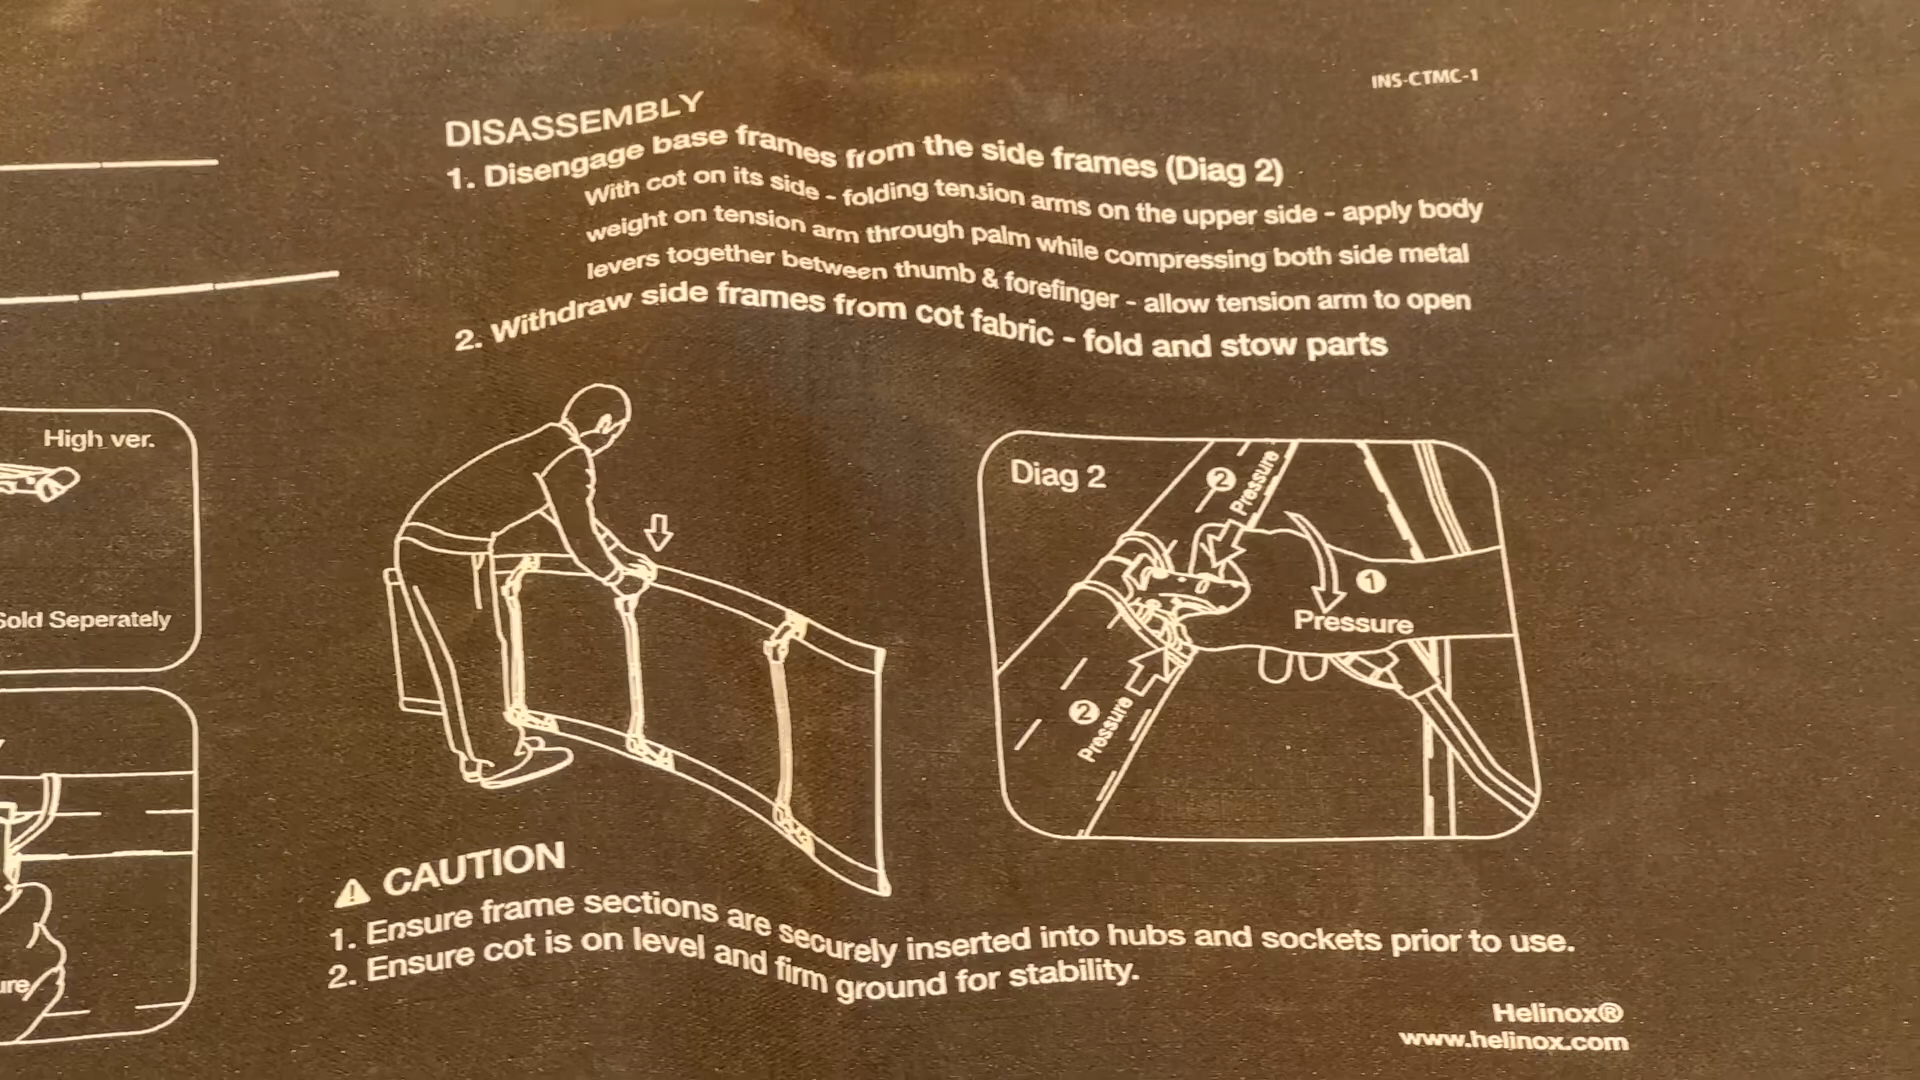 INS-CTMC-1
DISASSEMBLY
1. Disengage base frames from the side frames (Diag 2)
With cot on its side - folding tension arms on the upper side - apply body
weight on tension arm through palm while compressing both side metal
levers together between thumb & forefinger - allow tension arm to open
2. Withdraw side frames from cot fabric - fold and stow parts
High ver.
Sold Seperately
Diag 2
2 Pressure
1
Pressure
2
Pressure
⚠ CAUTION
1. Ensure frame sections are securely inserted into hubs and sockets prior to use.
2. Ensure cot is on level and firm ground for stability.
Helinox®
www.helinox.com